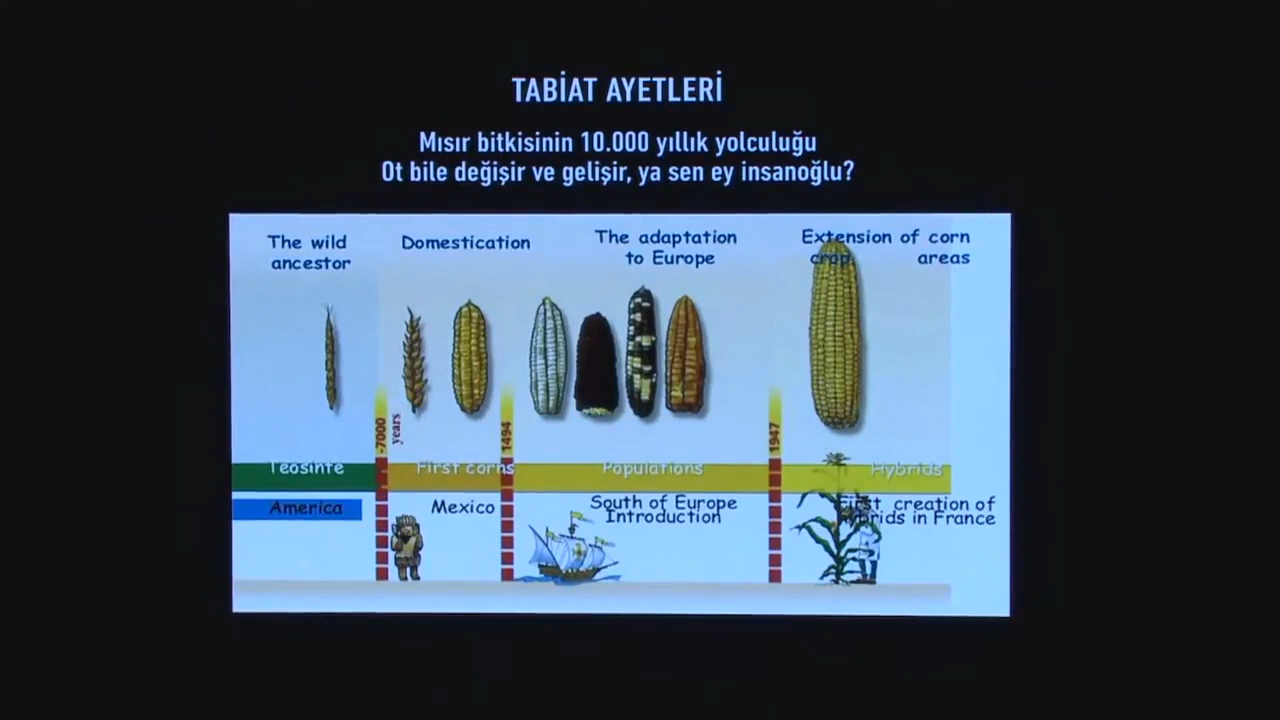 TABİAT AYETLERİ
Mısır bitkisinin 10.000 yıllık yolculuğu
Ot bile değişir ve gelişir, ya sen ey insanoğlu?
The wild
ancestor
Domestication
The adaptation
to Europe
Extension of corn
crop areas
-7000
years
1494
1947
Teosinte
First corns
Populations
Hybrids
America
Mexico
South of Europe
Introduction
First creation of
hybrids in France